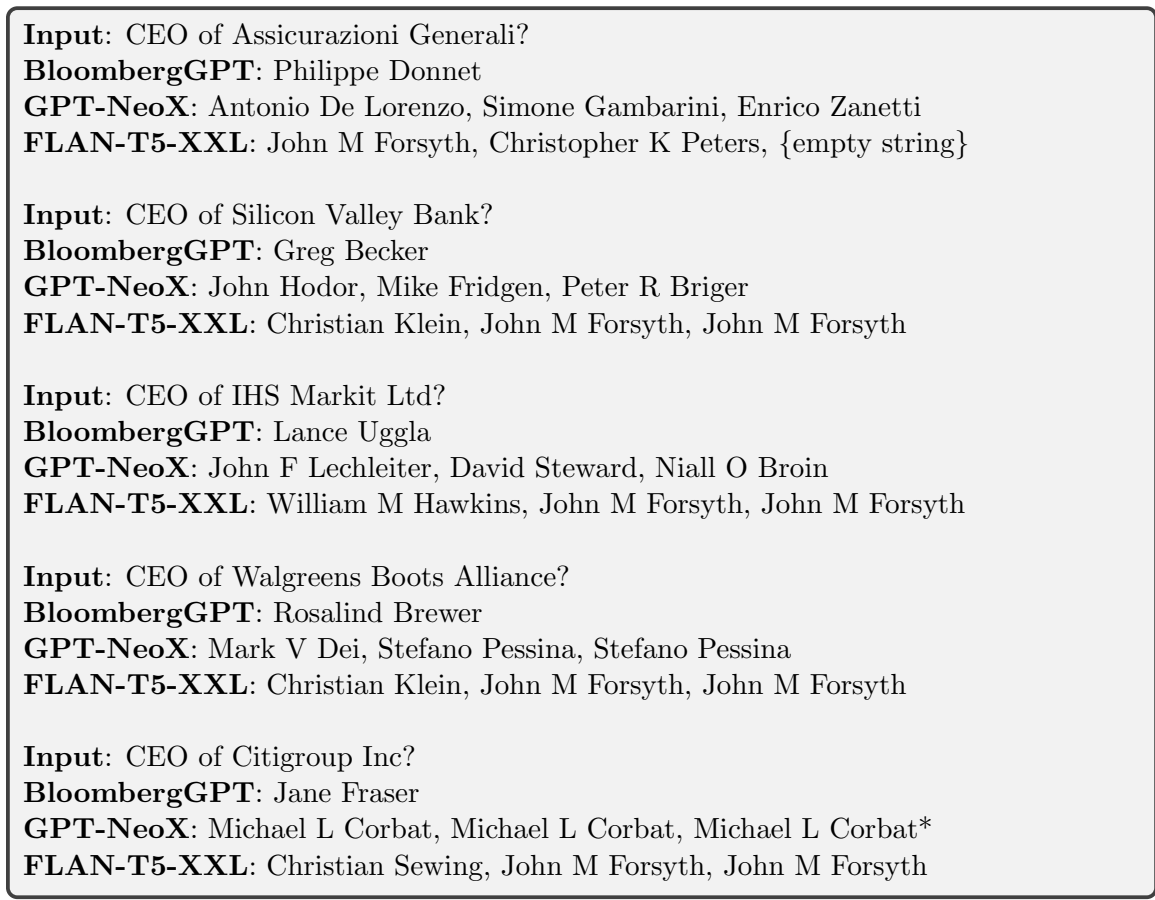 Input: CEO of Assicurazioni Generali?
BloombergGPT: Philippe Donnet
GPT-NeoX: Antonio De Lorenzo, Simone Gambarini, Enrico Zanetti
FLAN-T5-XXL: John M Forsyth, Christopher K Peters, {empty string}
Input: CEO of Silicon Valley Bank?
BloombergGPT: Greg Becker
GPT-NeoX: John Hodor, Mike Fridgen, Peter R Briger
FLAN-T5-XXL: Christian Klein, John M Forsyth, John M Forsyth
Input: CEO of IHS Markit Ltd?
BloombergGPT: Lance Uggla
GPT-NeoX: John F Lechleiter, David Steward, Niall O Broin
FLAN-T5-XXL: William M Hawkins, John M Forsyth, John M Forsyth
Input: CEO of Walgreens Boots Alliance?
BloombergGPT: Rosalind Brewer
GPT-NeoX: Mark V Dei, Stefano Pessina, Stefano Pessina
FLAN-T5-XXL: Christian Klein, John M Forsyth, John M Forsyth
Input: CEO of Citigroup Inc?
BloombergGPT: Jane Fraser
GPT-NeoX: Michael L Corbat, Michael L Corbat, Michael L Corbat*
FLAN-T5-XXL: Christian Sewing, John M Forsyth, John M Forsyth